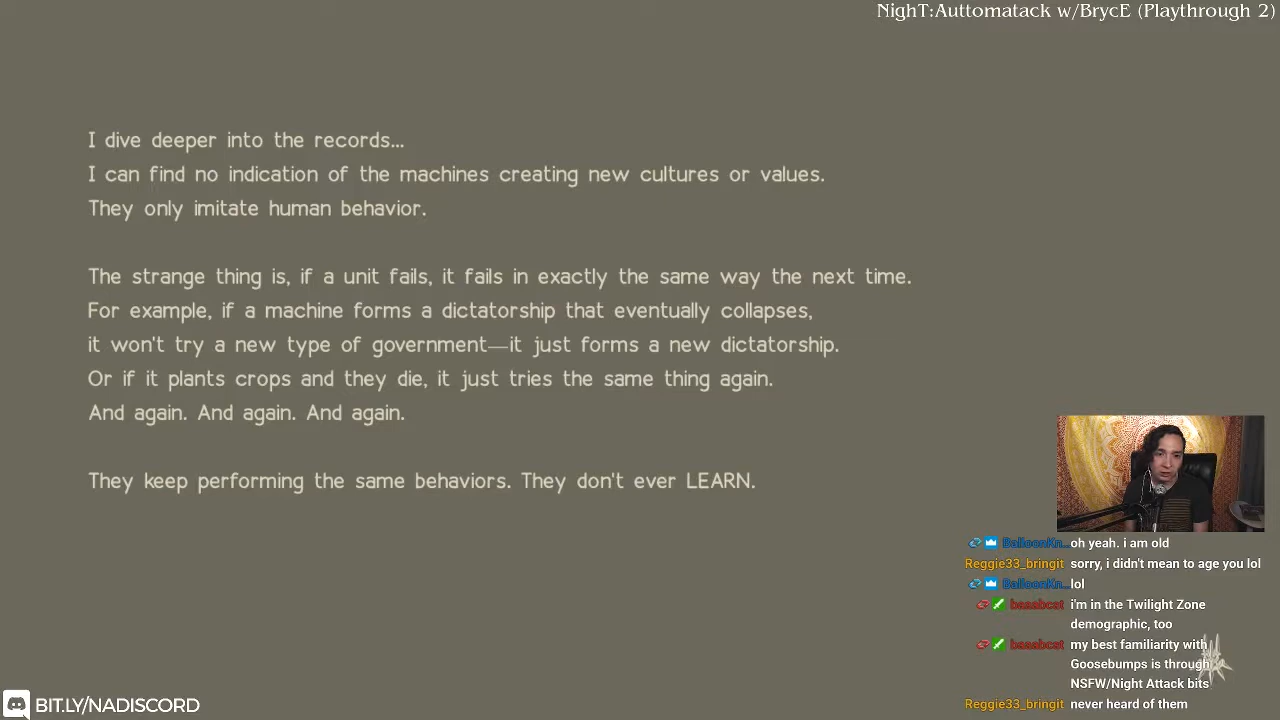 NighT:Auttomatack w/BrycE (Playthrough 2)
I dive deeper into the records...
I can find no indication of the machines creating new cultures or values.
They only imitate human behavior.
The strange thing is, if a unit fails, it fails in exactly the same way the next time.
For example, if a machine forms a dictatorship that eventually collapses,
it won't try a new type of government—it just forms a new dictatorship.
Or if it plants crops and they die, it just tries the same thing again.
And again. And again. And again.
They keep performing the same behaviors. They don't ever LEARN.
BalloonKn... oh yeah. i am old
Reggie33_bringit sorry, i didn't mean to age you lol
BalloonKn... lol
baaabcst i'm in the Twilight Zone
demographic, too
baaabcst my best familiarity with
Goosebumps is through
NSFW/Night Attack bits
Reggie33_bringit never heard of them
BIT.LY/NADISCORD